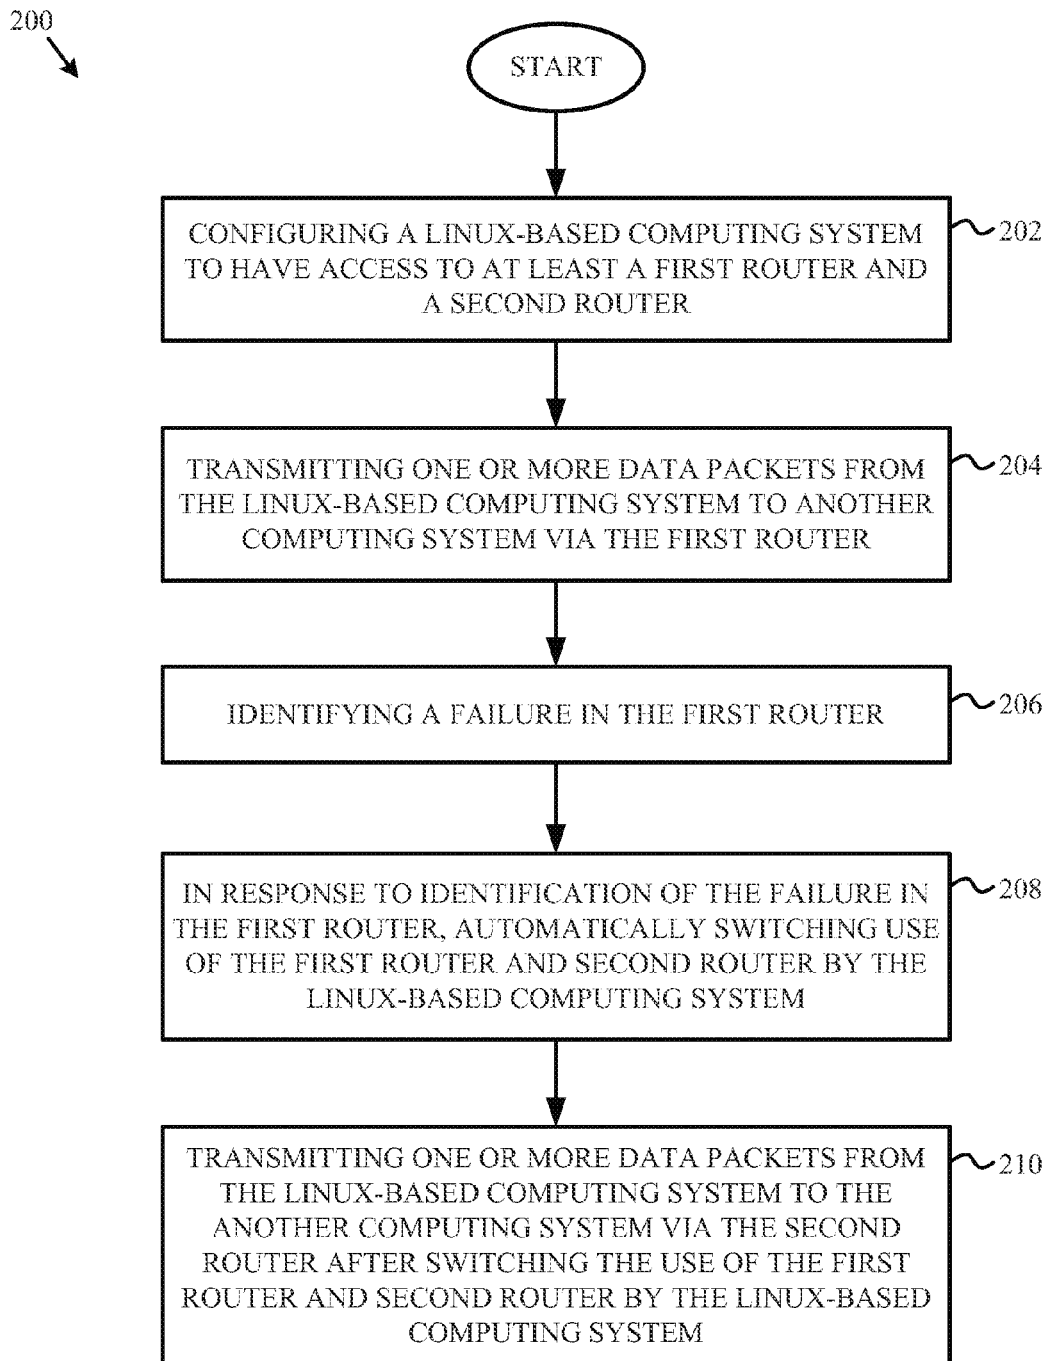 200
START
CONFIGURING A LINUX-BASED COMPUTING SYSTEM
TO HAVE ACCESS TO AT LEAST A FIRST ROUTER AND
A SECOND ROUTER
202
TRANSMITTING ONE OR MORE DATA PACKETS FROM
THE LINUX-BASED COMPUTING SYSTEM TO ANOTHER
COMPUTING SYSTEM VIA THE FIRST ROUTER
204
IDENTIFYING A FAILURE IN THE FIRST ROUTER
206
IN RESPONSE TO IDENTIFICATION OF THE FAILURE IN
THE FIRST ROUTER, AUTOMATICALLY SWITCHING USE
OF THE FIRST ROUTER AND SECOND ROUTER BY THE
LINUX-BASED COMPUTING SYSTEM
208
TRANSMITTING ONE OR MORE DATA PACKETS FROM
THE LINUX-BASED COMPUTING SYSTEM TO THE
ANOTHER COMPUTING SYSTEM VIA THE SECOND
ROUTER AFTER SWITCHING THE USE OF THE FIRST
ROUTER AND SECOND ROUTER BY THE LINUX-BASED
COMPUTING SYSTEM
210